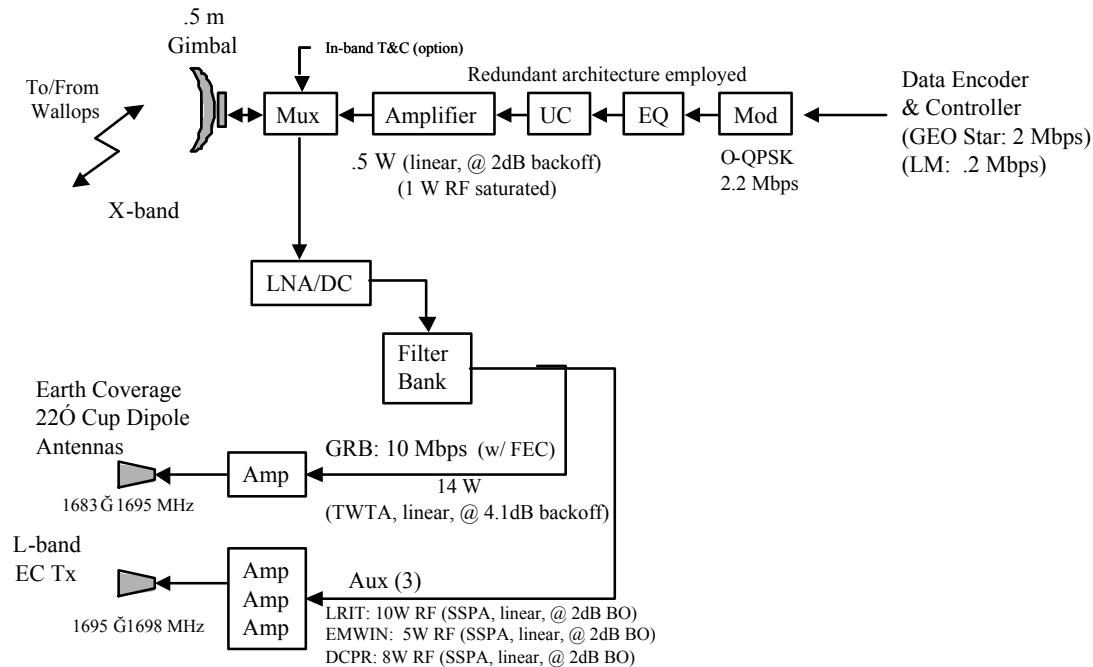 .5 m
Gimbal
In-band T&C (option)
To/From
Wallops
X-band
Redundant architecture employed
Mux
Amplifier
UC
EQ
Mod
Data Encoder
& Controller
(GEO Star: 2 Mbps)
(LM: .2 Mbps)
.5 W (linear, @ 2dB backoff)
(1 W RF saturated)
O-QPSK
2.2 Mbps
LNA/DC
Filter
Bank
Earth Coverage
22Ó Cup Dipole
Antennas
1683 Ğ 1695 MHz
Amp
GRB: 10 Mbps (w/ FEC)
14 W
(TWTA, linear, @ 4.1dB backoff)
L-band
EC Tx
1695 Ğ1698 MHz
Amp
Amp
Amp
Aux (3)
LRIT: 10W RF (SSPA, linear, @ 2dB BO)
EMWIN: 5W RF (SSPA, linear, @ 2dB BO)
DCPR: 8W RF (SSPA, linear, @ 2dB BO)